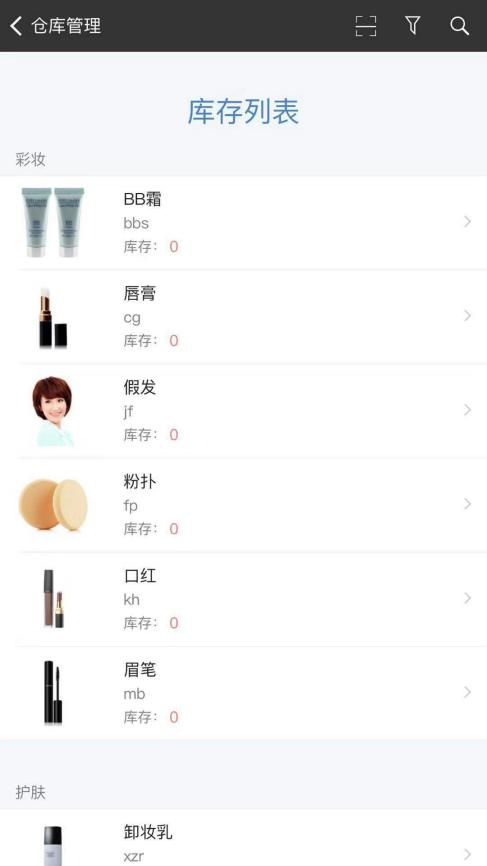 仓库管理
库存列表
彩妆
BB霜
bbs
库存： 0
唇膏
cg
库存： 0
假发
jf
库存： 0
粉扑
fp
库存： 0
口红
kh
库存： 0
眉笔
mb
库存： 0
护肤
卸妆乳
xzr